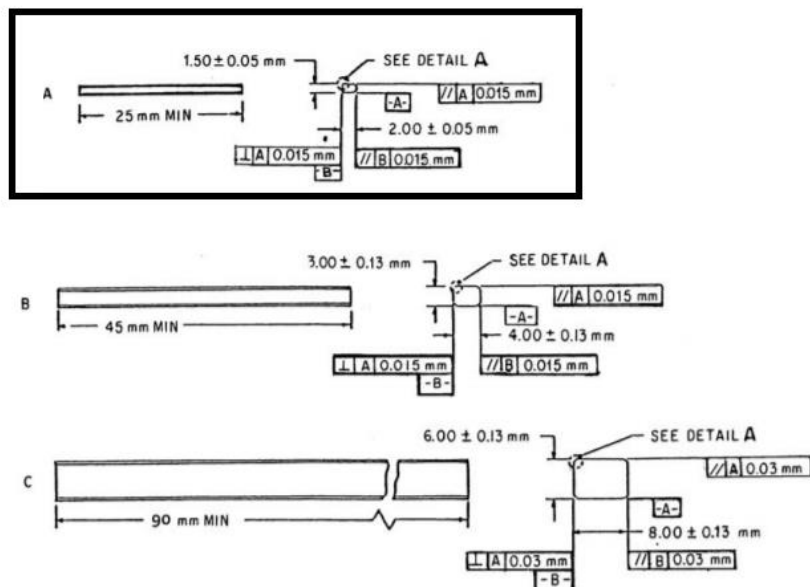 1.50 ± 0.05 mm
SEE DETAIL A
A
-A-
// A 0.015 mm
25 mm MIN
2.00 ± 0.05 mm
⊥ A 0.015 mm
// B 0.015 mm
-B-
3.00 ± 0.13 mm
SEE DETAIL A
B
// A 0.015 mm
45 mm MIN
-A-
4.00 ± 0.13 mm
⊥ A 0.015 mm
// B 0.015 mm
-B-
6.00 ± 0.13 mm
SEE DETAIL A
C
// A 0.03 mm
90 mm MIN
-A-
8.00 ± 0.13 mm
⊥ A 0.03 mm
// B 0.03 mm
-B-